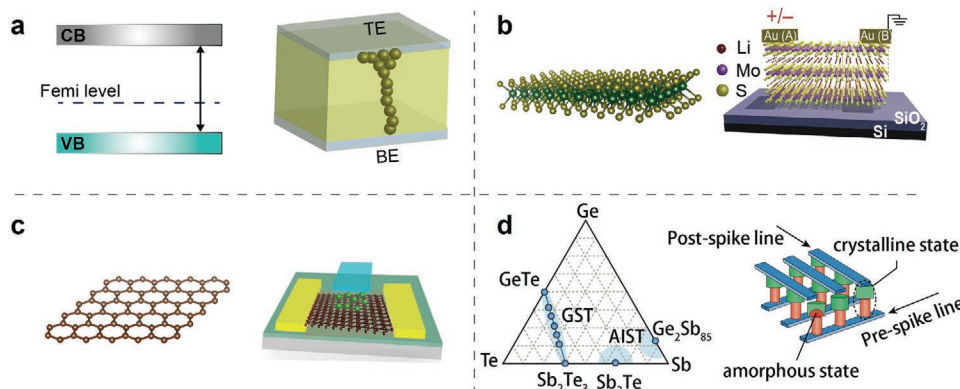 a
CB
Femi level
VB
TE
BE
b
Li
Mo
S
+/−
Au (A)
Au (B)
SiO₂
Si
c
d
Ge
GeTe
GST
AIST
Ge₂Sb₈₅
Te
Sb
Sb₂Te₃
Sb₂Te
Post-spike line
crystalline state
Pre-spike line
amorphous state